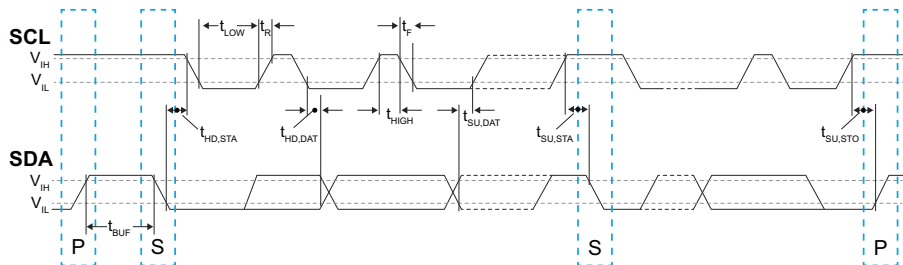 t_LOW t_R t_F
SCL
V_IH
V_IL
t_HD,STA t_HD,DAT t_HIGH t_SU,DAT t_SU,STA t_SU,STO
SDA
V_IH
V_IL
t_BUF
P S S P